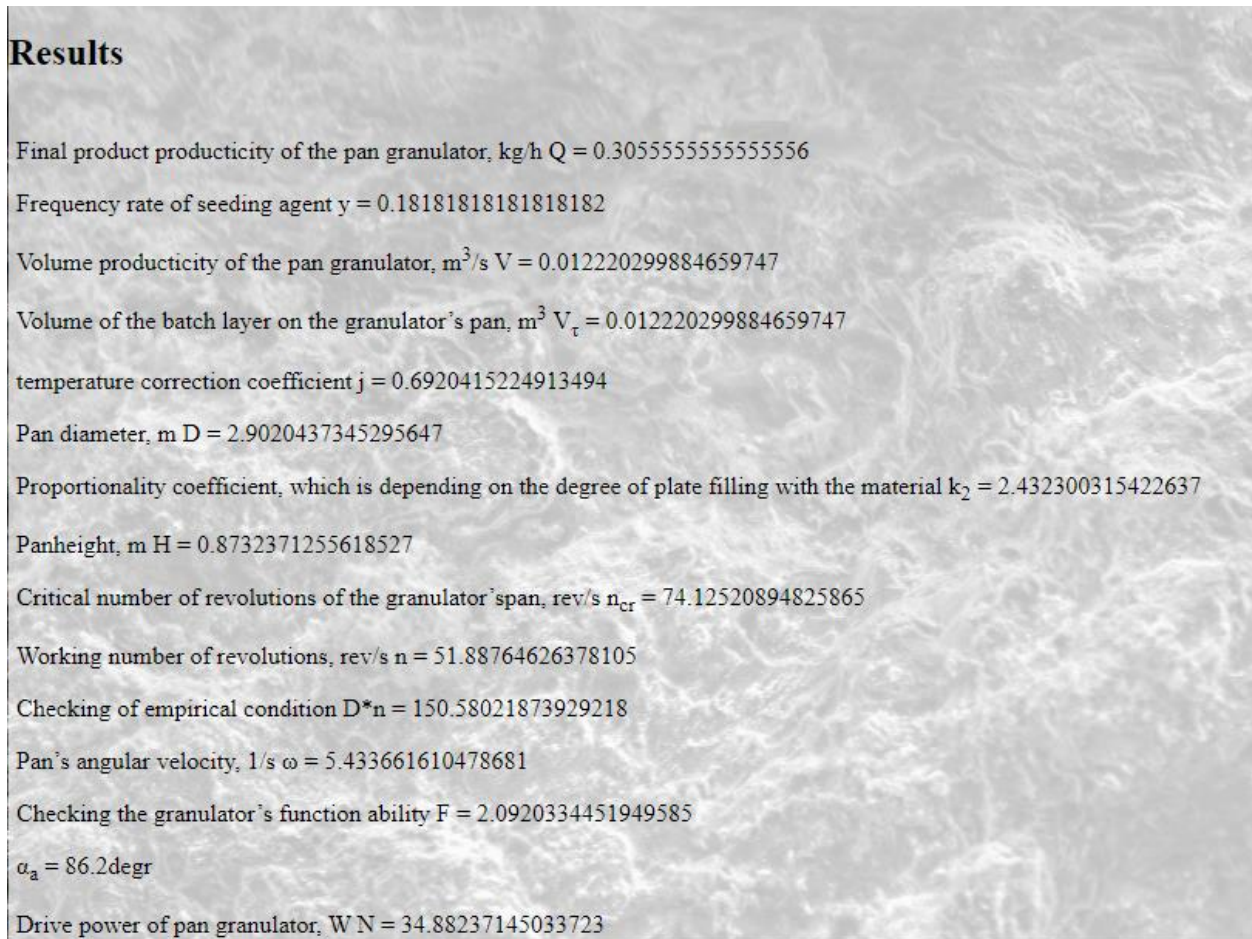 Results
Final product producticity of the pan granulator, kg/h Q = 0.3055555555555556
Frequency rate of seeding agent y = 0.18181818181818182
Volume producticity of the pan granulator, m³/s V = 0.012220299884659747
Volume of the batch layer on the granulator’s pan, m³ Vτ = 0.012220299884659747
temperature correction coefficient j = 0.6920415224913494
Pan diameter, m D = 2.9020437345295647
Proportionality coefficient, which is depending on the degree of plate filling with the material k₂ = 2.432300315422637
Panheight, m H = 0.8732371255618527
Critical number of revolutions of the granulator’span, rev/s ncr = 74.12520894825865
Working number of revolutions, rev/s n = 51.88764626378105
Checking of empirical condition D*n = 150.58021873929218
Pan’s angular velocity, 1/s ω = 5.433661610478681
Checking the granulator’s function ability F = 2.0920334451949585
αa = 86.2degr
Drive power of pan granulator, W N = 34.88237145033723